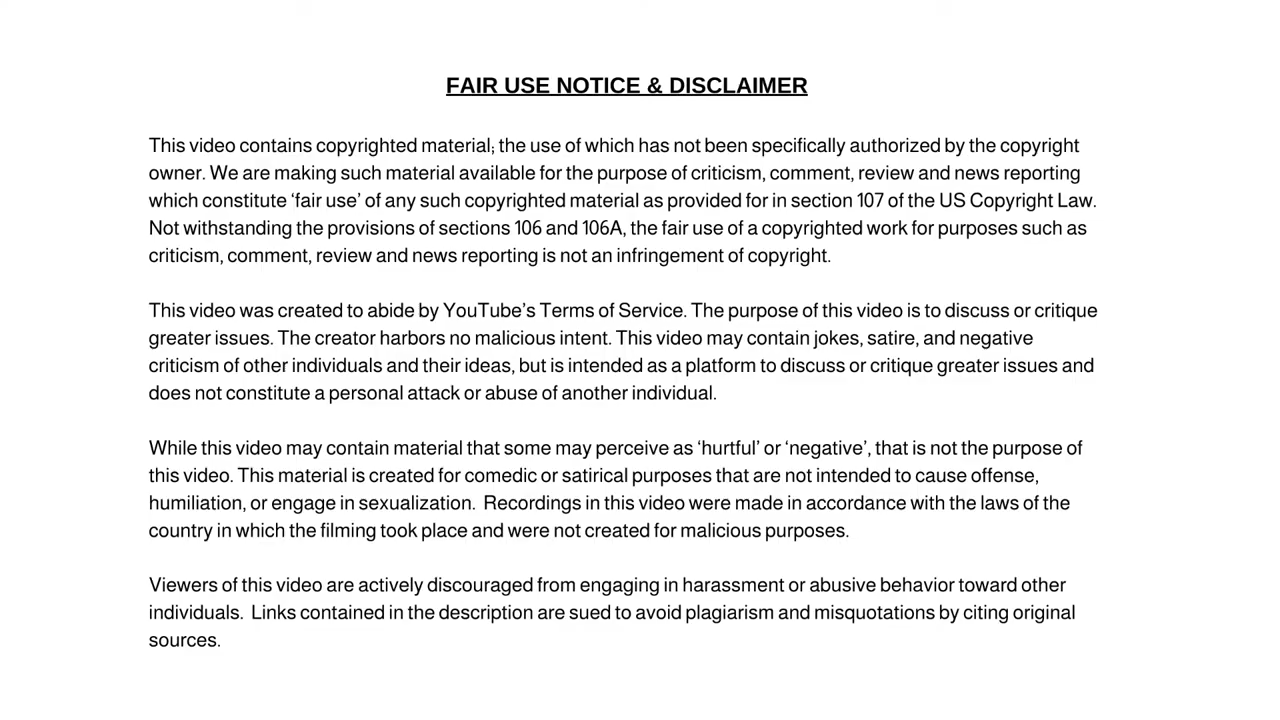 FAIR USE NOTICE & DISCLAIMER
This video contains copyrighted material; the use of which has not been specifically authorized by the copyright
owner. We are making such material available for the purpose of criticism, comment, review and news reporting
which constitute ‘fair use’ of any such copyrighted material as provided for in section 107 of the US Copyright Law.
Not withstanding the provisions of sections 106 and 106A, the fair use of a copyrighted work for purposes such as
criticism, comment, review and news reporting is not an infringement of copyright.
This video was created to abide by YouTube’s Terms of Service. The purpose of this video is to discuss or critique
greater issues. The creator harbors no malicious intent. This video may contain jokes, satire, and negative
criticism of other individuals and their ideas, but is intended as a platform to discuss or critique greater issues and
does not constitute a personal attack or abuse of another individual.
While this video may contain material that some may perceive as ‘hurtful’ or ‘negative’, that is not the purpose of
this video. This material is created for comedic or satirical purposes that are not intended to cause offense,
humiliation, or engage in sexualization.  Recordings in this video were made in accordance with the laws of the
country in which the filming took place and were not created for malicious purposes.
Viewers of this video are actively discouraged from engaging in harassment or abusive behavior toward other
individuals.  Links contained in the description are sued to avoid plagiarism and misquotations by citing original
sources.